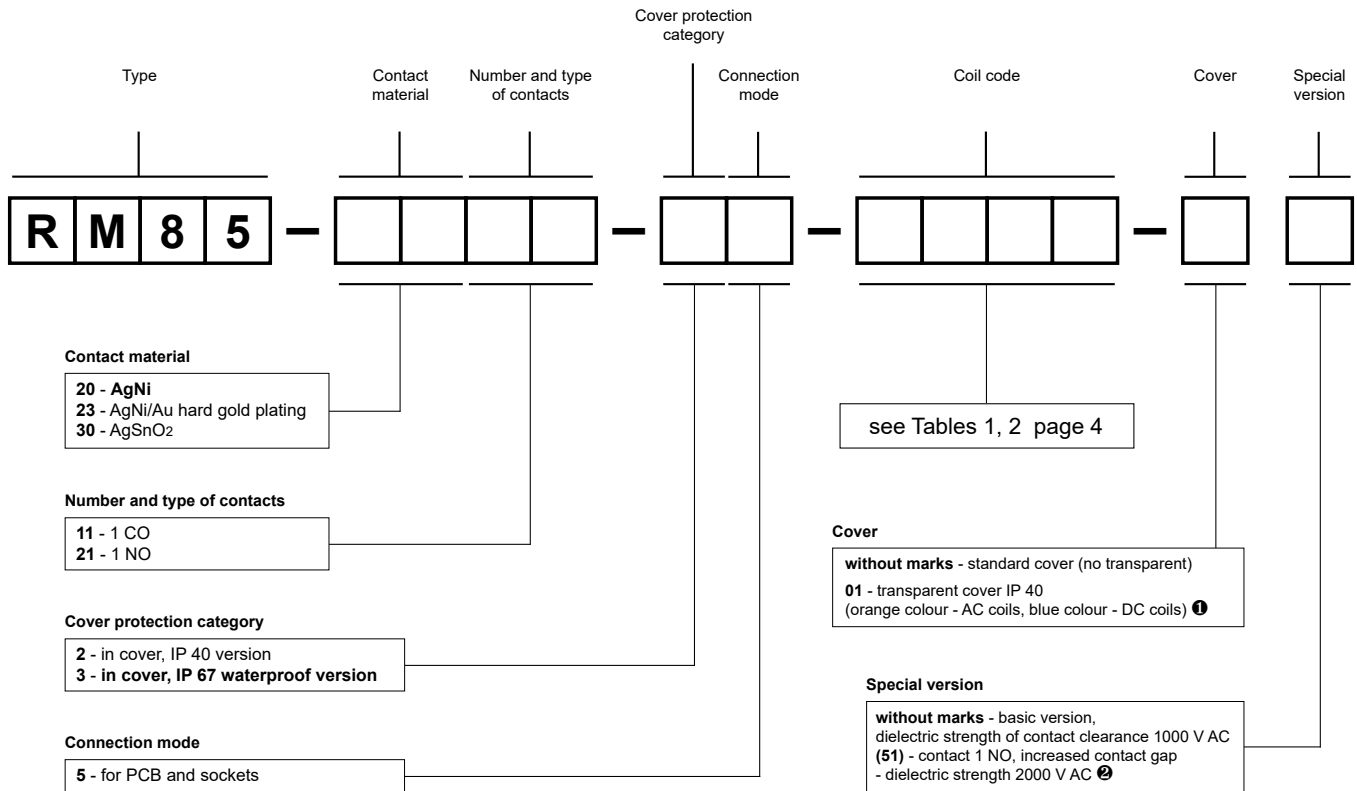 Cover protection
category
Type
Contact
material
Number and type
of contacts
Connection
mode
Coil code
Cover
Special
version
R M 8 5 – – – –
Contact material
20 - AgNi
23 - AgNi/Au hard gold plating
30 - AgSnO2
see Tables 1, 2 page 4
Number and type of contacts
11 - 1 CO
21 - 1 NO
Cover
without marks - standard cover (no transparent)
01 - transparent cover IP 40
(orange colour - AC coils, blue colour - DC coils) ❶
Cover protection category
2 - in cover, IP 40 version
3 - in cover, IP 67 waterproof version
Special version
without marks - basic version,
dielectric strength of contact clearance 1000 V AC
(51) - contact 1 NO, increased contact gap
- dielectric strength 2000 V AC ❷
Connection mode
5 - for PCB and sockets